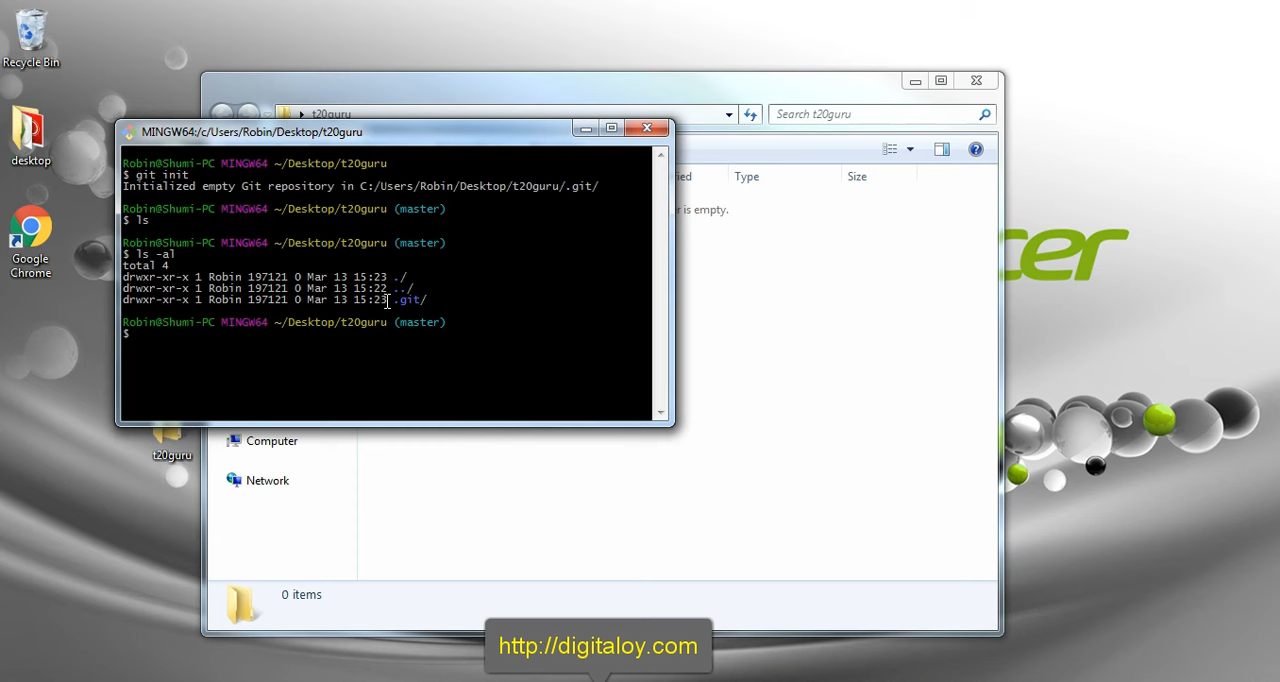 Recycle Bin
desktop
Google
Chrome
t20guru
t20guru
Search t20guru
Type
Size
er is empty.
Computer
Network
0 items
MINGW64:/c/Users/Robin/Desktop/t20guru
Robin@Shumi-PC MINGW64 ~/Desktop/t20guru
$ git init
Initialized empty Git repository in C:/Users/Robin/Desktop/t20guru/.git/
Robin@Shumi-PC MINGW64 ~/Desktop/t20guru (master)
$ ls
Robin@Shumi-PC MINGW64 ~/Desktop/t20guru (master)
$ ls -al
total 4
drwxr-xr-x 1 Robin 197121 0 Mar 13 15:23 ./
drwxr-xr-x 1 Robin 197121 0 Mar 13 15:22 ../
drwxr-xr-x 1 Robin 197121 0 Mar 13 15:23 .git/
Robin@Shumi-PC MINGW64 ~/Desktop/t20guru (master)
$
cer
http://digitaloy.com